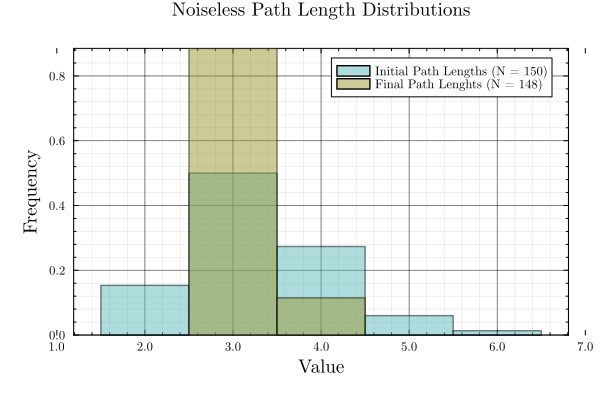 Noiseless Path Length Distributions
Initial Path Lengths (N = 150)
Final Path Lenghts (N = 148)
Frequency
0.8
0.6
0.4
0.2
0.0
1.0 2.0 3.0 4.0 5.0 6.0 7.0
Value